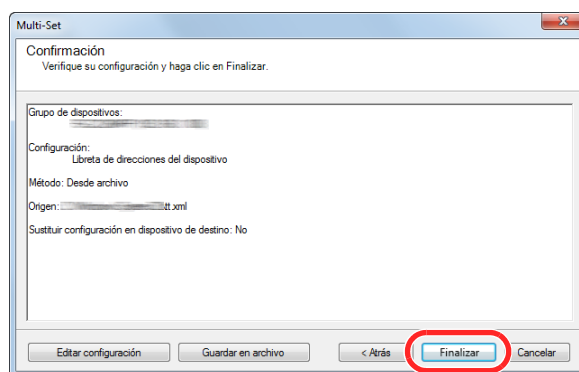 Multi-Set
Confirmación
Verifique su configuración y haga clic en Finalizar.
Grupo de dispositivos:
Configuración:
Libreta de direcciones del dispositivo
Método: Desde archivo
Origen: tt.xml
Sustituir configuración en dispositivo de destino: No
Editar configuración Guardar en archivo < Atrás Finalizar Cancelar